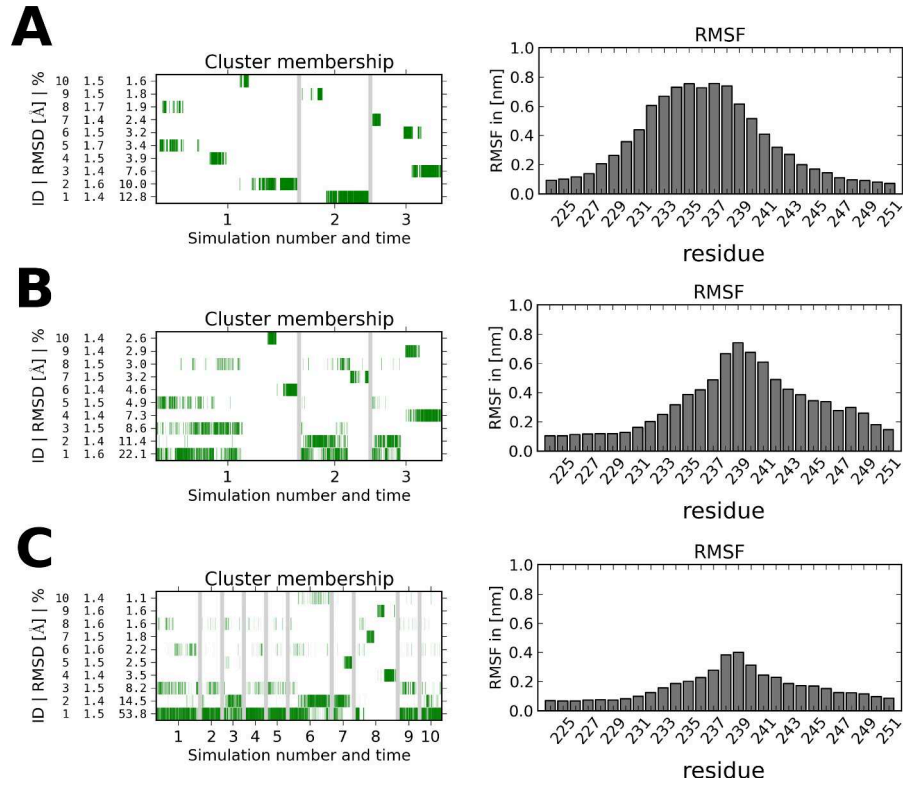 A
Cluster membership
ID | RMSD [Å] | %
10 1.5 1.6
9 1.5 1.8
8 1.7 1.9
7 1.4 2.4
6 1.5 3.2
5 1.7 3.4
4 1.5 3.9
3 1.4 7.6
2 1.6 10.9
1 1.4 12.8
1 2 3
Simulation number and time
RMSF
RMSF in [nm]
1.0
0.8
0.6
0.4
0.2
0.0
225 227 229 231 233 235 237 239 241 243 245 247 249 251
residue
B
Cluster membership
ID | RMSD [Å] | %
10 1.4 2.6
9 1.4 2.9
8 1.5 3.0
7 1.5 3.2
6 1.4 4.6
5 1.5 4.9
4 1.4 7.3
3 1.5 8.6
2 1.4 11.4
1 1.6 22.1
1 2 3
Simulation number and time
RMSF
RMSF in [nm]
1.0
0.8
0.6
0.4
0.2
0.0
225 227 229 231 233 235 237 239 241 243 245 247 249 251
residue
C
Cluster membership
ID | RMSD [Å] | %
10 1.4 1.1
9 1.6 1.6
8 1.6 1.5
7 1.5 1.8
6 1.6 2.2
5 1.5 2.5
4 1.4 3.5
3 1.5 8.2
2 1.4 14.5
1 1.5 53.8
1 2 3 4 5 6 7 8 9 10
Simulation number and time
RMSF
RMSF in [nm]
1.0
0.8
0.6
0.4
0.2
0.0
225 227 229 231 233 235 237 239 241 243 245 247 249 251
residue